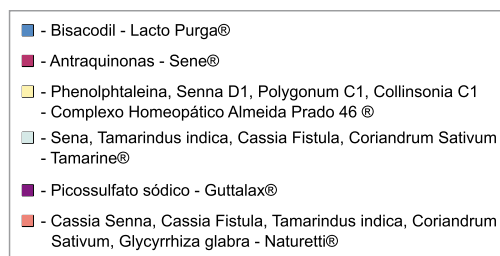 - Bisacodil - Lacto Purga®
- Antraquinonas - Sene®
- Phenolphtaleina, Senna D1, Polygonum C1, Collinsonia C1
- Complexo Homeopático Almeida Prado 46 ®
- Sena, Tamarindus indica, Cassia Fistula, Coriandrum Sativum
- Tamarine®
- Picossulfato sódico - Guttalax®
- Cassia Senna, Cassia Fistula, Tamarindus indica, Coriandrum
Sativum, Glycyrrhiza glabra - Naturetti®